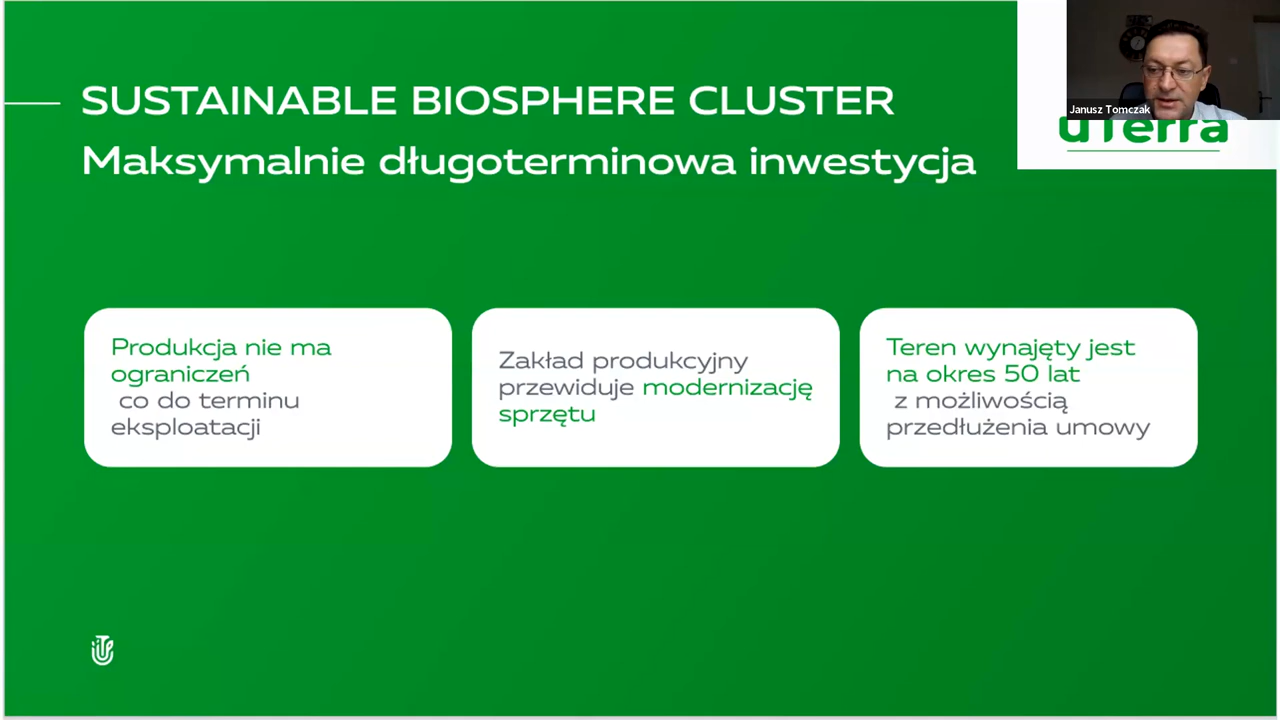 SUSTAINABLE BIOSPHERE CLUSTER
Maksymalnie długoterminowa inwestycja
Janusz Tomczak
uTerra
Produkcja nie ma
ograniczeń
co do terminu
eksploatacji
Zakład produkcyjny
przewiduje modernizację
sprzętu
Teren wynajęty jest
na okres 50 lat
z możliwością
przedłużenia umowy